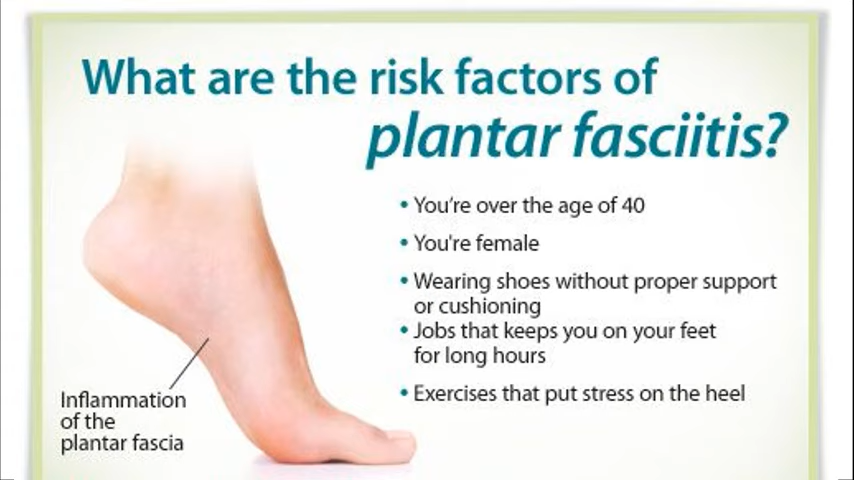 What are the risk factors of
plantar fasciitis?
• You’re over the age of 40
• You're female
• Wearing shoes without proper support
or cushioning
• Jobs that keeps you on your feet
for long hours
• Exercises that put stress on the heel
Inflammation
of the
plantar fascia